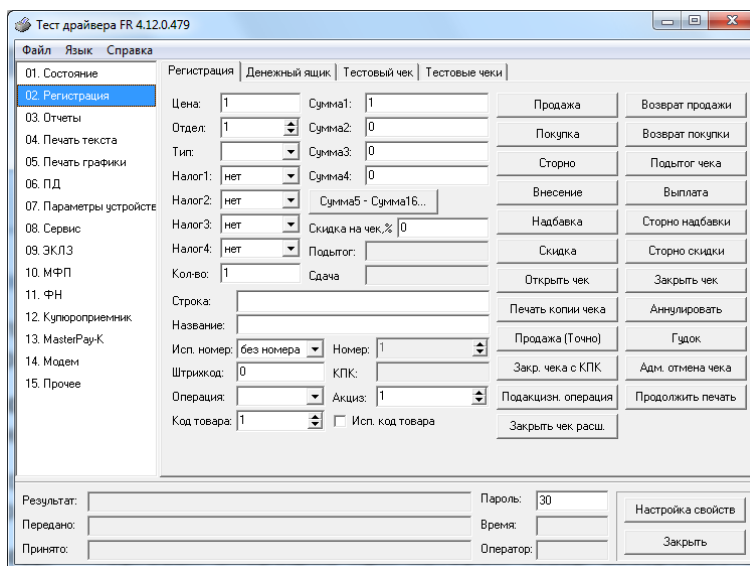 Тест драйвера FR 4.12.0.479
Файл Язык Справка
01. Состояние
02. Регистрация
03. Отчеты
04. Печать текста
05. Печать графики
06. ПД
07. Параметры устройств
08. Сервис
09. ЭКЛЗ
10. МФП
11. ФН
12. Купюроприемник
13. MasterPay-K
14. Модем
15. Прочее
Регистрация Денежный ящик Тестовый чек Тестовые чеки
Цена: 1 Сумма1: 1
Отдел: 1 Сумма2: 0
Тип: Сумма3: 0
Налог1: нет Сумма4: 0
Налог2: нет Сумма5 - Сумма16...
Налог3: нет Скидка на чек,% 0
Налог4: нет Подытог:
Кол-во: 1 Сдача
Строка:
Название:
Исп. номер: без номера Номер: 1
Штрихкод: 0 КПК:
Операция: Акциз: 1
Код товара: 1 Исп. код товара
Продажа Возврат продажи
Покупка Возврат покупки
Сторно Подытог чека
Внесение Выплата
Надбавка Сторно надбавки
Скидка Сторно скидки
Открыть чек Закрыть чек
Печать копии чека Аннулировать
Продажа (Точно) Гудок
Закр. чека с КПК Адм. отмена чека
Подакцизн. операция Продолжить печать
Закрыть чек расш.
Результат: Пароль: 30 Настройка свойств
Передано: Время:
Принято: Оператор: Закрыть